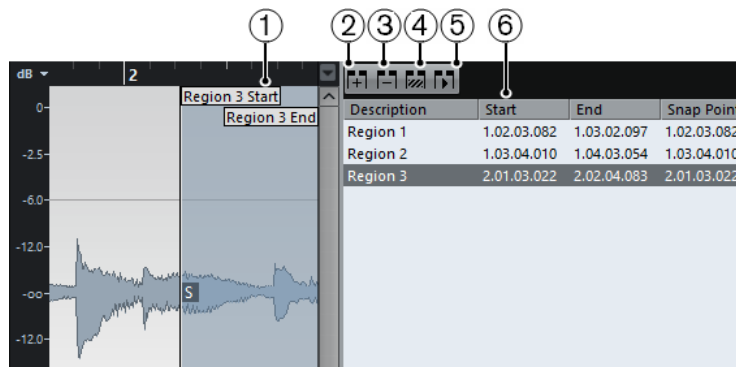 1 2 3 4 5 6
dB 2
Region 3 Start
Region 3 End
0
-2.5
-6.0
-12.0
-oo
-12.0
S
Description Start End Snap Poin
Region 1 1.02.03.082 1.03.02.097 1.02.03.082
Region 2 1.03.04.010 1.04.03.054 1.03.04.010
Region 3 2.01.03.022 2.02.04.083 2.01.03.022